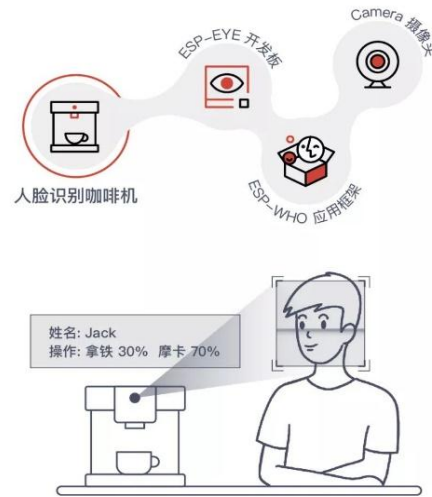 Camera 摄像头
ESP-EYE 开发板
人脸识别咖啡机
ESP-WHO 应用框架
姓名: Jack
操作: 拿铁 30% 摩卡 70%